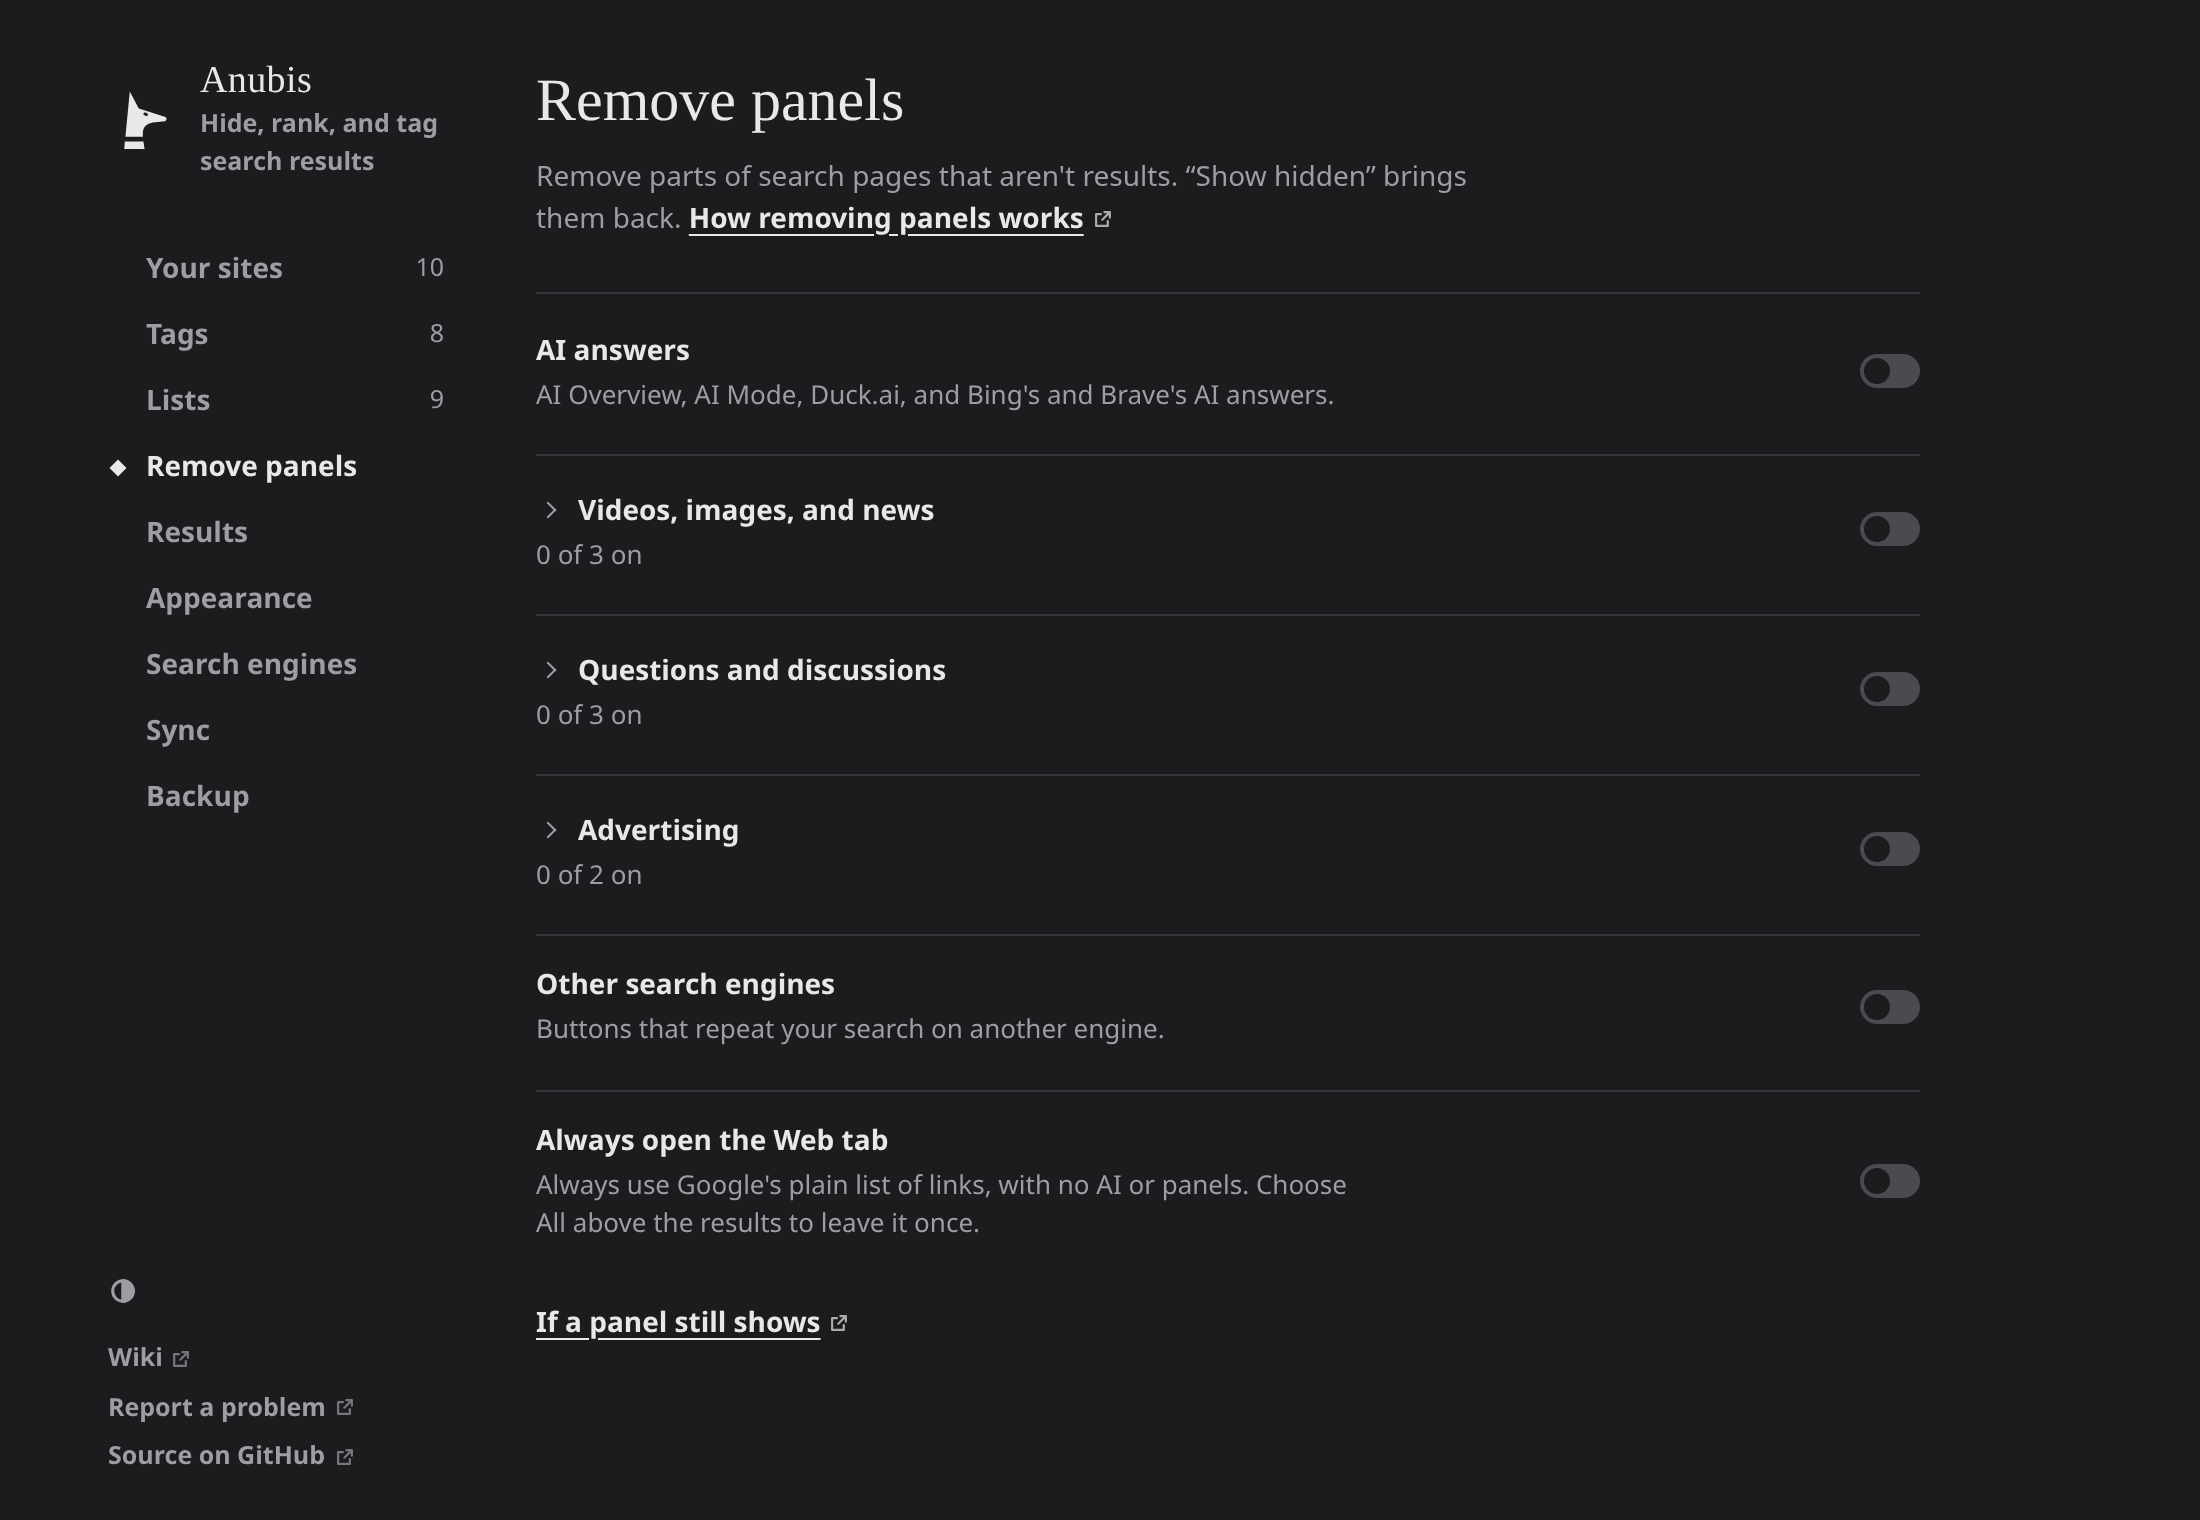 Anubis
Hide, rank, and tag
search results
Your sites 10
Tags 8
Lists 9
Remove panels
Results
Appearance
Search engines
Sync
Backup
Wiki
Report a problem
Source on GitHub
Remove panels
Remove parts of search pages that aren't results. “Show hidden” brings
them back. How removing panels works
AI answers
AI Overview, AI Mode, Duck.ai, and Bing's and Brave's AI answers.
Videos, images, and news
0 of 3 on
Questions and discussions
0 of 3 on
Advertising
0 of 2 on
Other search engines
Buttons that repeat your search on another engine.
Always open the Web tab
Always use Google's plain list of links, with no AI or panels. Choose
All above the results to leave it once.
If a panel still shows